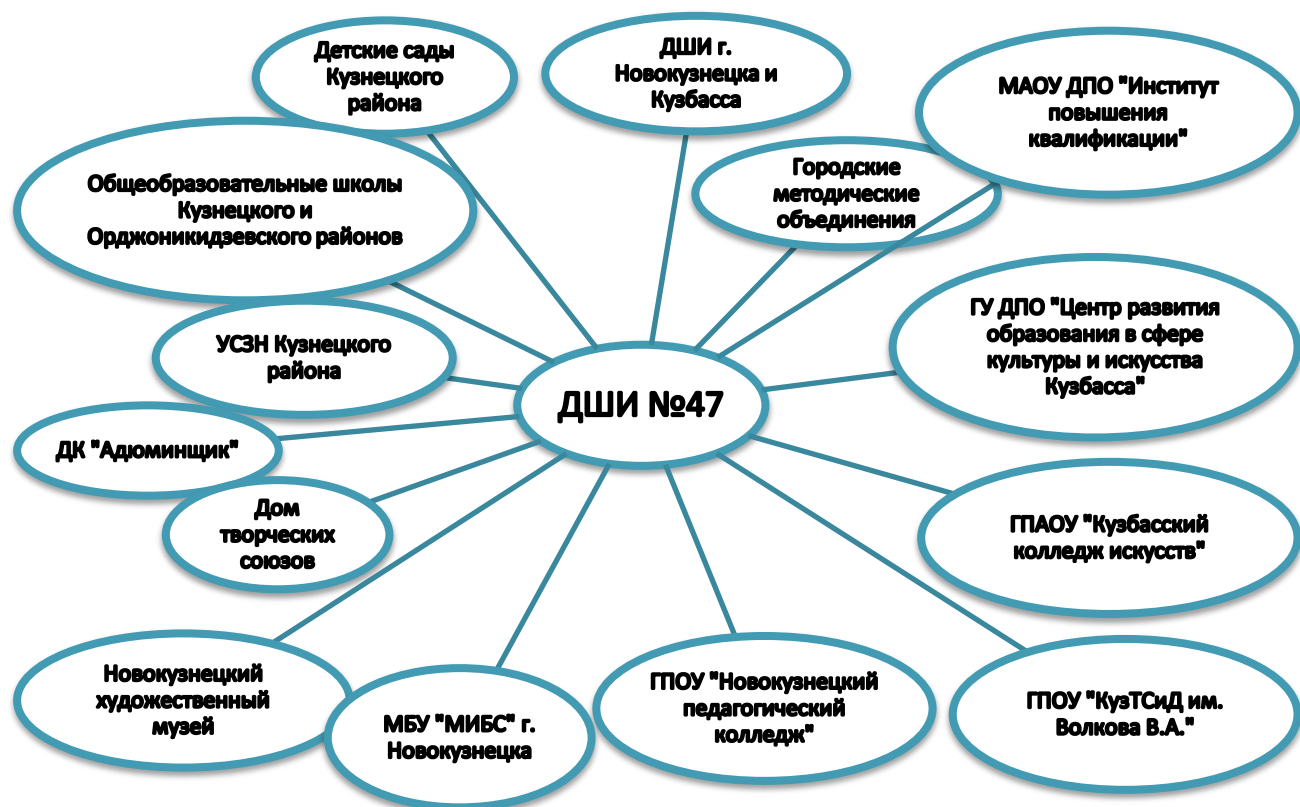 Детские сады
Кузнецкого
района
ДШИ г.
Новокузнецка и
Кузбасса
МАОУ ДПО "Институт
повышения
квалификации"
Общеобразовательные школы
Кузнецкого и
Орджоникидзевского районов
Городские
методические
объединения
УСЗН Кузнецкого
района
ГУ ДПО "Центр развития
образования в сфере
культуры и искусства
Кузбасса"
ДШИ №47
ДК "Адюминщик"
Дом
творческих
союзов
ГПАОУ "Кузбасский
колледж искусств"
Новокузнецкий
художественный
музей
МБУ "МИБС" г.
Новокузнецка
ГПОУ "Новокузнецкий
педагогический
колледж"
ГПОУ "КузТСиД им.
Волкова В.А."